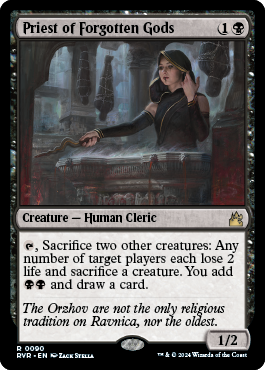 Priest of Forgotten Gods 1
Creature — Human Cleric
, Sacrifice two other creatures: Any
number of target players each lose 2
life and sacrifice a creature. You add
and draw a card.
The Orzhov are not the only religious
tradition on Ravnica, nor the oldest.
1/2
R 0090
RVR • EN Zack Stella
™ & © 2024 Wizards of the Coast